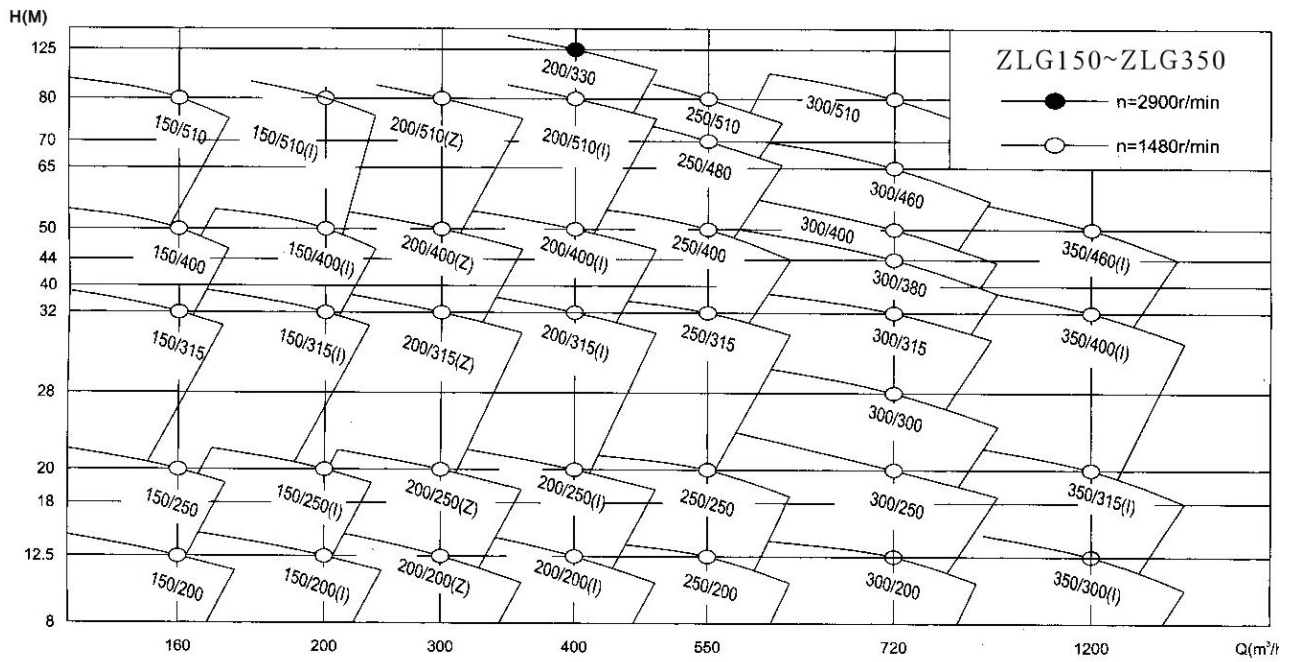 H(M)
ZLG150~ZLG350
n=2900r/min
n=1480r/min
125
200/330
80
150/510
150/510(I)
200/510(Z)
200/510(I)
250/510
300/510
70
250/480
65
300/460
50
150/400
150/400(I)
200/400(Z)
200/400(I)
250/400
300/400
350/460(I)
44
300/380
40
32
150/315
150/315(I)
200/315(Z)
200/315(I)
250/315
300/315
350/400(I)
28
300/300
20
150/250
150/250(I)
200/250(Z)
200/250(I)
250/250
300/250
350/315(I)
18
12.5
150/200
150/200(I)
200/200(Z)
200/200(I)
250/200
300/200
350/300(I)
8
160 200 300 400 550 720 1200 Q(m³/h